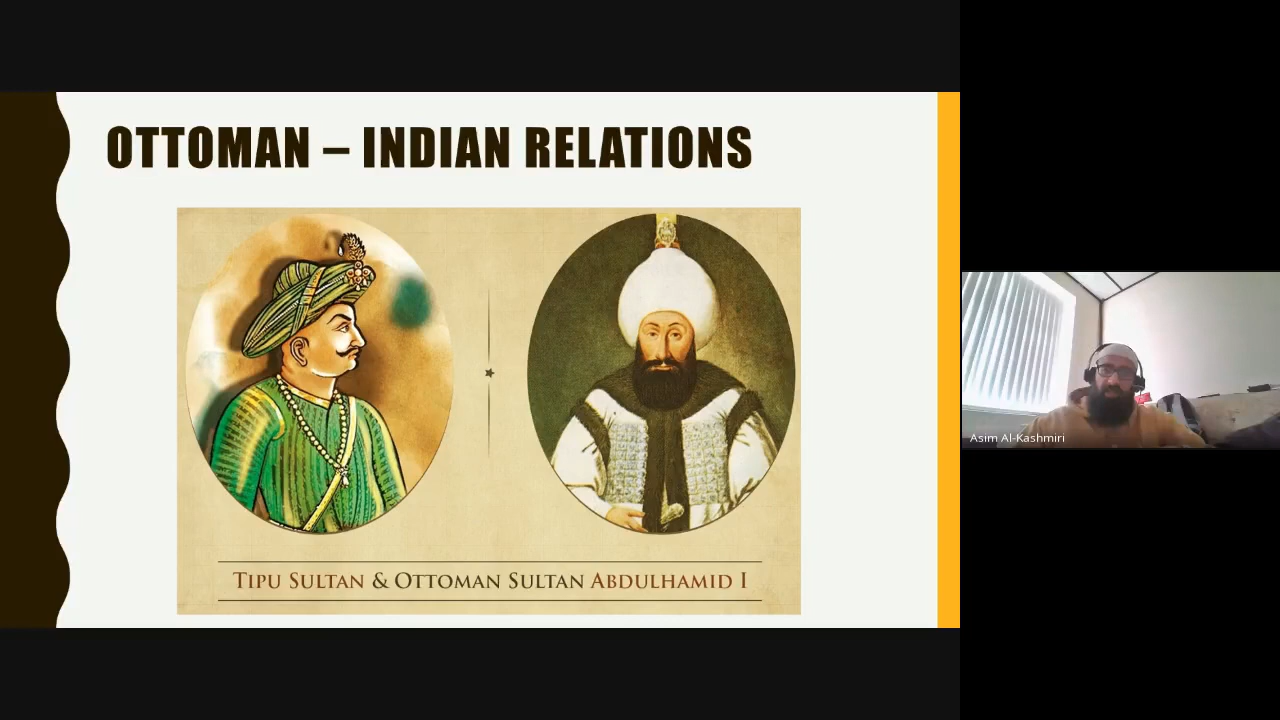 OTTOMAN – INDIAN RELATIONS
TIPU SULTAN & OTTOMAN SULTAN ABDULHAMID I
Asim Al-Kashmiri